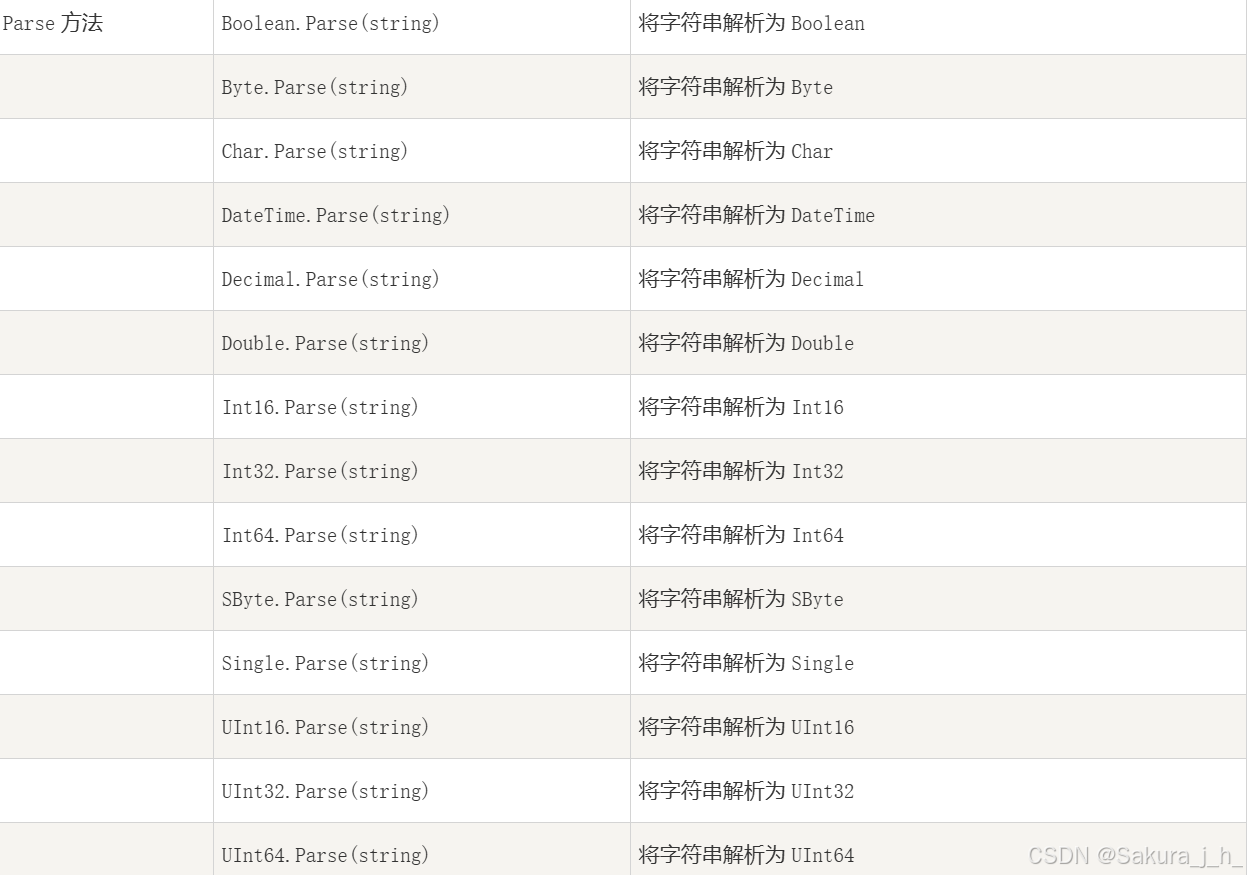 Parse 方法 Boolean.Parse(string) 将字符串解析为 Boolean
Byte.Parse(string) 将字符串解析为 Byte
Char.Parse(string) 将字符串解析为 Char
DateTime.Parse(string) 将字符串解析为 DateTime
Decimal.Parse(string) 将字符串解析为 Decimal
Double.Parse(string) 将字符串解析为 Double
Int16.Parse(string) 将字符串解析为 Int16
Int32.Parse(string) 将字符串解析为 Int32
Int64.Parse(string) 将字符串解析为 Int64
SByte.Parse(string) 将字符串解析为 SByte
Single.Parse(string) 将字符串解析为 Single
UInt16.Parse(string) 将字符串解析为 UInt16
UInt32.Parse(string) 将字符串解析为 UInt32
UInt64.Parse(string) 将字符串解析为 UInt64
CSDN @Sakura_j_h_